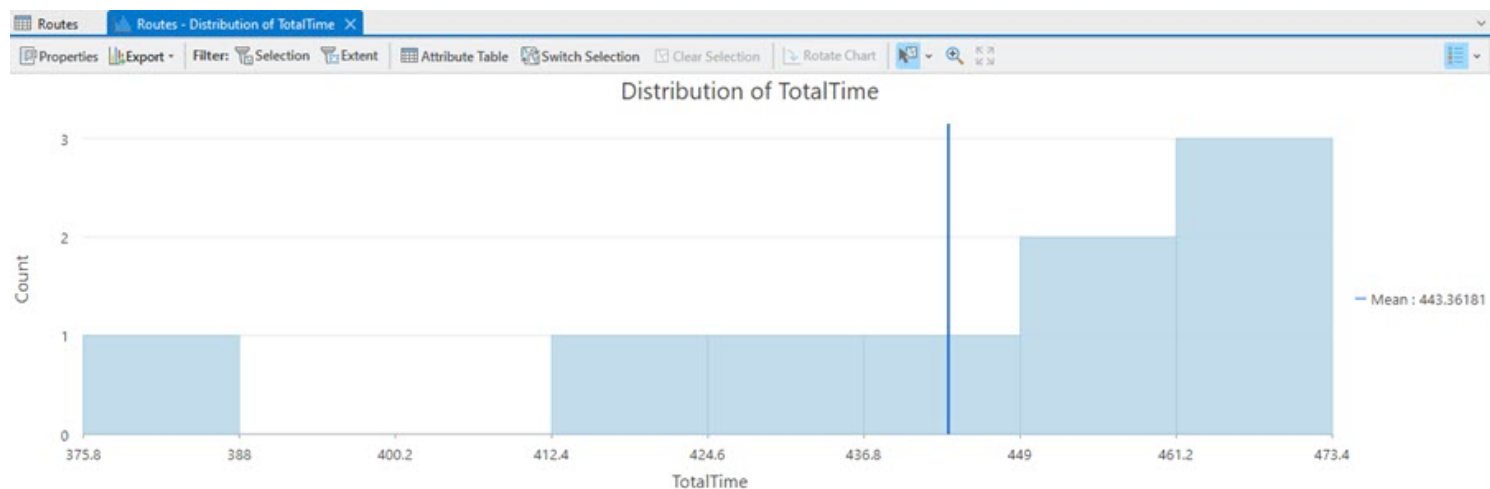 Routes
Routes - Distribution of TotalTime
Properties Export Filter: Selection Extent Attribute Table Switch Selection Clear Selection Rotate Chart
Distribution of TotalTime
3
2
1
0
Count
375.8 388 400.2 412.4 424.6 436.8 449 461.2 473.4
TotalTime
Mean : 443.36181